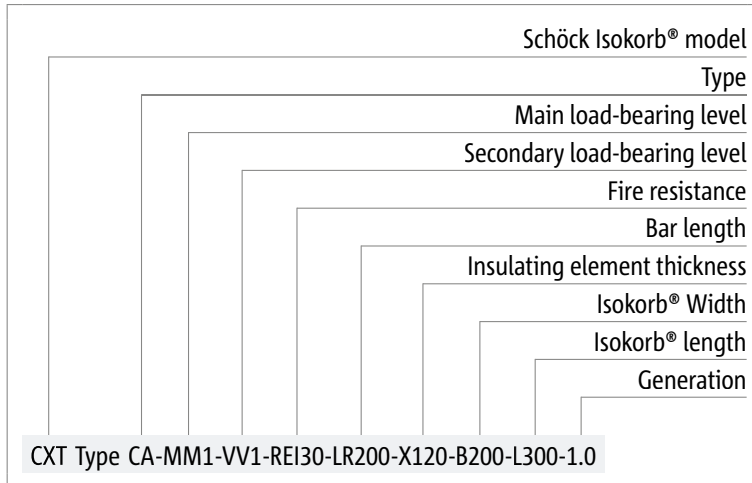 Schöck Isokorb® model
Type
Main load-bearing level
Secondary load-bearing level
Fire resistance
Bar length
Insulating element thickness
Isokorb® Width
Isokorb® length
Generation
CXT Type CA-MM1-VV1-REI30-LR200-X120-B200-L300-1.0